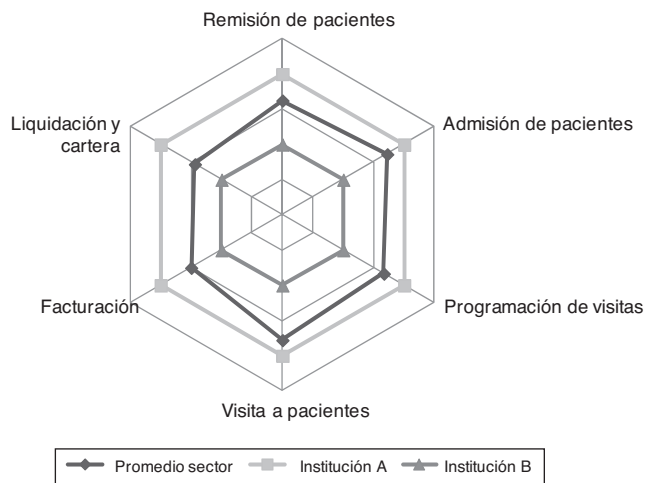 Remisión de pacientes
Liquidación y
cartera
Admisión de pacientes
Facturación
Programación de visitas
Visita a pacientes
Promedio sector
Institución A
Institución B